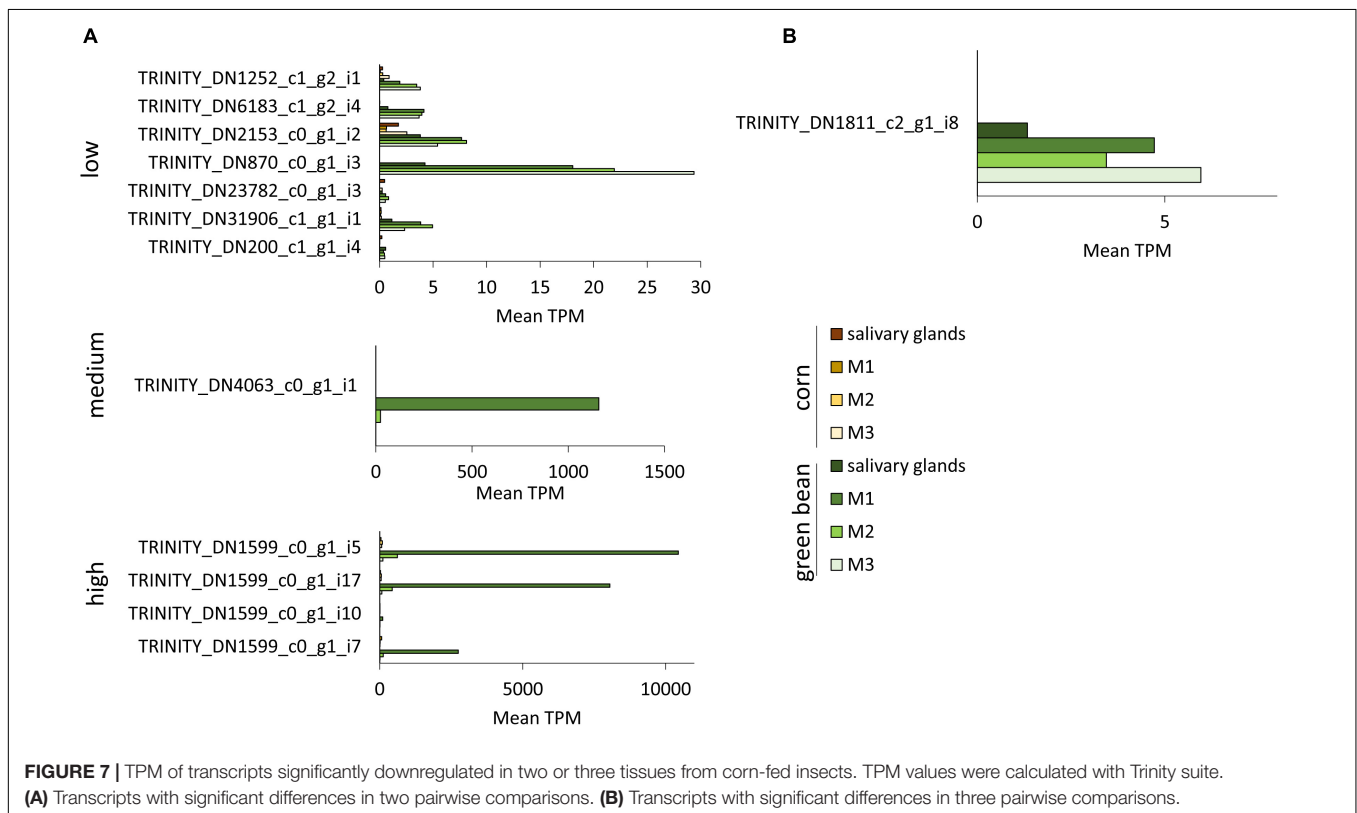 A
low
TRINITY_DN1252_c1_g2_i1
TRINITY_DN6183_c1_g2_i4
TRINITY_DN2153_c0_g1_i2
TRINITY_DN870_c0_g1_i3
TRINITY_DN23782_c0_g1_i3
TRINITY_DN31906_c1_g1_i1
TRINITY_DN200_c1_g1_i4
0 5 10 15 20 25 30
Mean TPM
medium
TRINITY_DN4063_c0_g1_i1
0 500 1000 1500
Mean TPM
high
TRINITY_DN1599_c0_g1_i5
TRINITY_DN1599_c0_g1_i17
TRINITY_DN1599_c0_g1_i10
TRINITY_DN1599_c0_g1_i7
0 5000 10000
Mean TPM
B
TRINITY_DN1811_c2_g1_i8
0 5
Mean TPM
corn
salivary glands
M1
M2
M3
green bean
salivary glands
M1
M2
M3
FIGURE 7 | TPM of transcripts significantly downregulated in two or three tissues from corn-fed insects. TPM values were calculated with Trinity suite.
(A) Transcripts with significant differences in two pairwise comparisons. (B) Transcripts with significant differences in three pairwise comparisons.